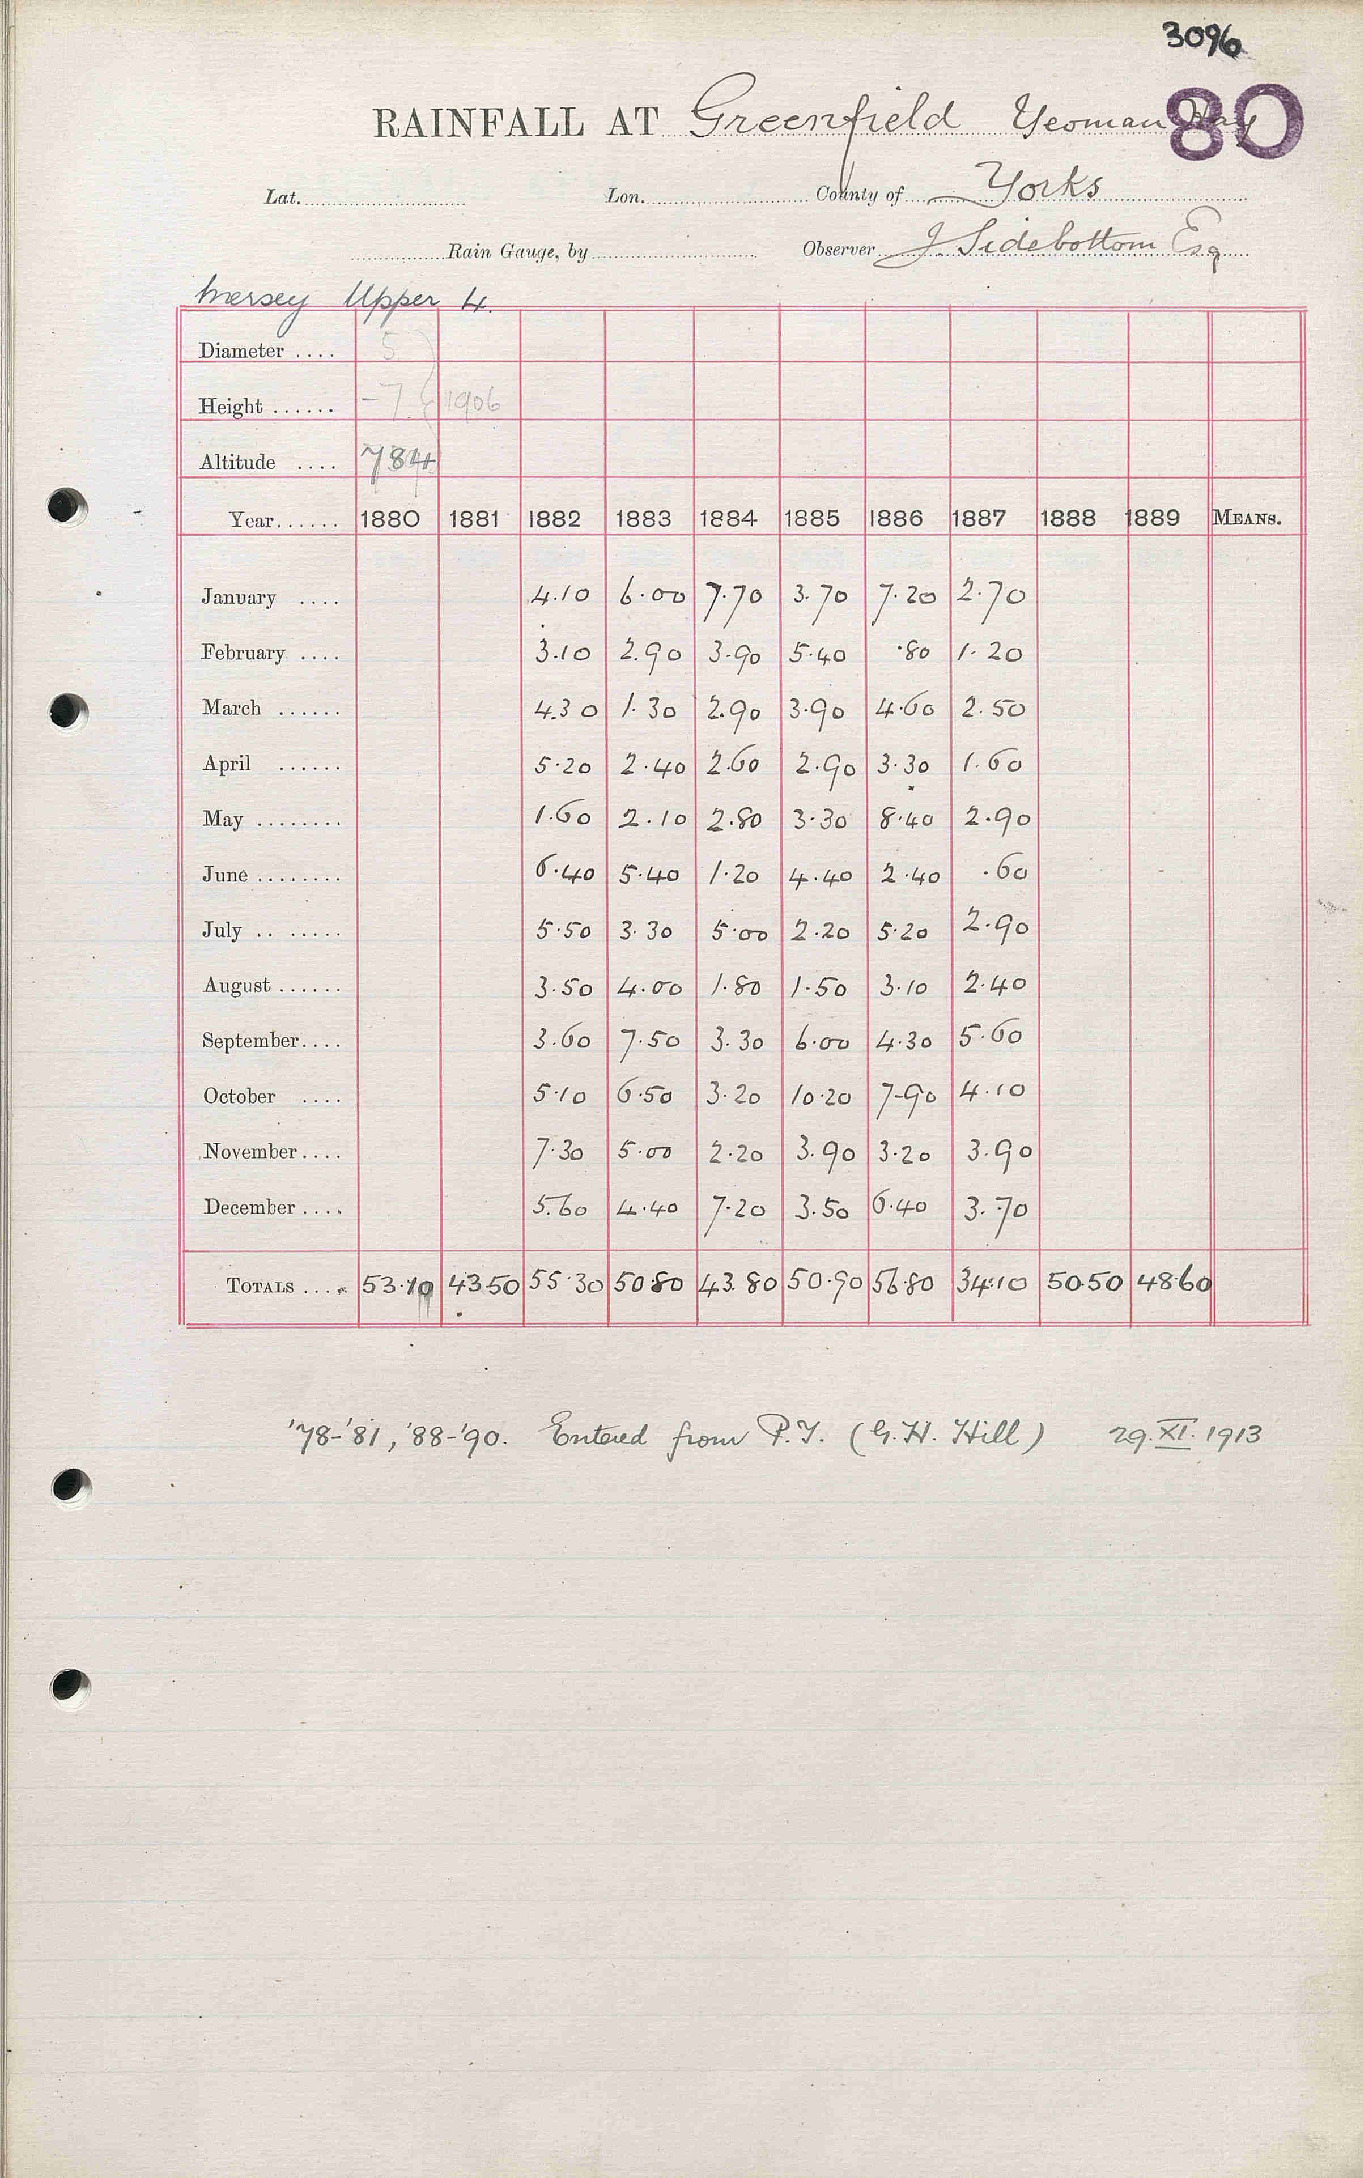 3096
80
RAINFALL AT Greenfield Yeoman Hay
Lat. Lon. County of Yorks
Rain Gauge, by Observer J. Sidebottom Esq
Mersey Upper 4.
Diameter .... 5
Height ...... -7 1906
Altitude .... 784
Year...... 1880 1881 1882 1883 1884 1885 1886 1887 1888 1889 MEANS.
January .... 4.10 6.00 7.70 3.70 7.20 2.70
February .... 3.10 2.90 3.90 5.40 .80 1.20
March ...... 4.30 1.30 2.90 3.90 4.60 2.50
April ...... 5.20 2.40 2.60 2.90 3.30 1.60
May ........ 1.60 2.10 2.80 3.30 8.40 2.90
June ........ 6.40 5.40 1.20 4.40 2.40 .60
July .. ..... 5.50 3.30 5.00 2.20 5.20 2.90
August ...... 3.50 4.00 1.80 1.50 3.10 2.40
September.... 3.60 7.50 3.30 6.00 4.30 5.60
October .... 5.10 6.50 3.20 10.20 7.90 4.10
November.... 7.30 5.00 2.20 3.90 3.20 3.90
December.... 5.60 4.40 7.20 3.50 6.40 3.70
TOTALS .... 53.10 43.50 55.30 50.80 43.80 50.90 56.80 34.10 50.50 48.60
'78-'81, '88-'90. Entered from P.T. (G.H. Hill) 29.XI.1913